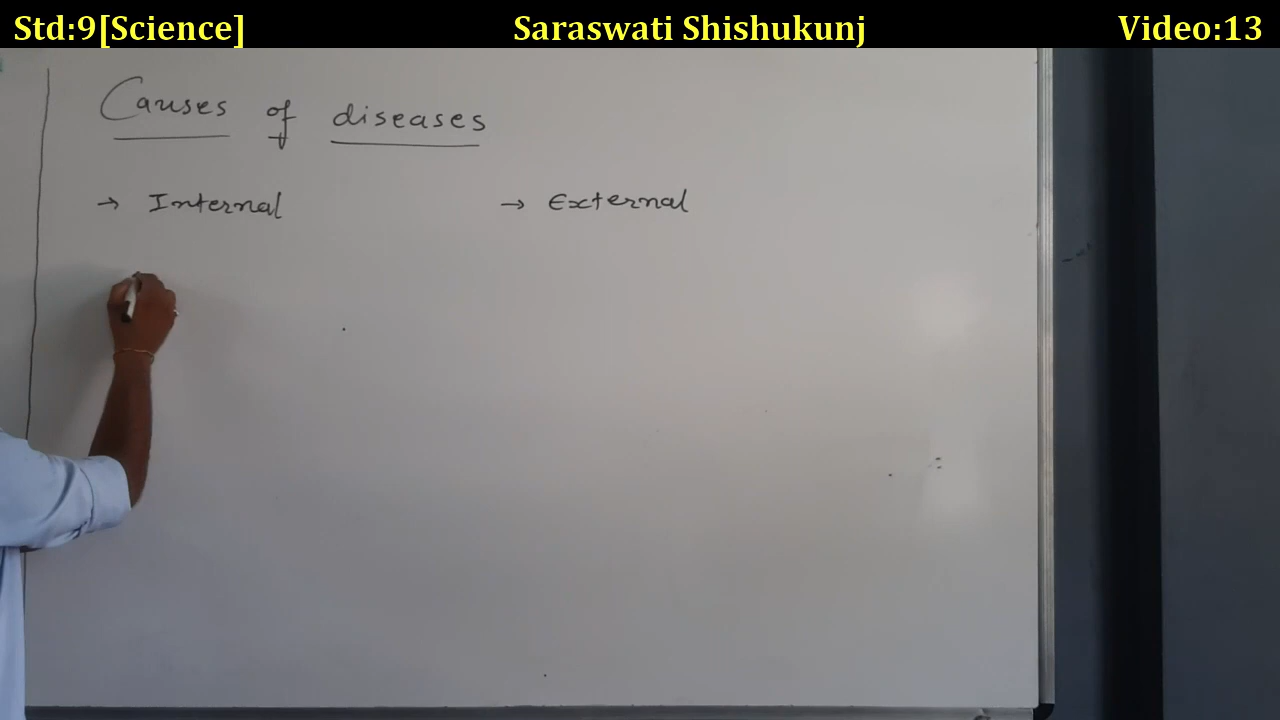 Std:9[Science] Saraswati Shishukunj Video:13
Causes of diseases
→ Internal → External